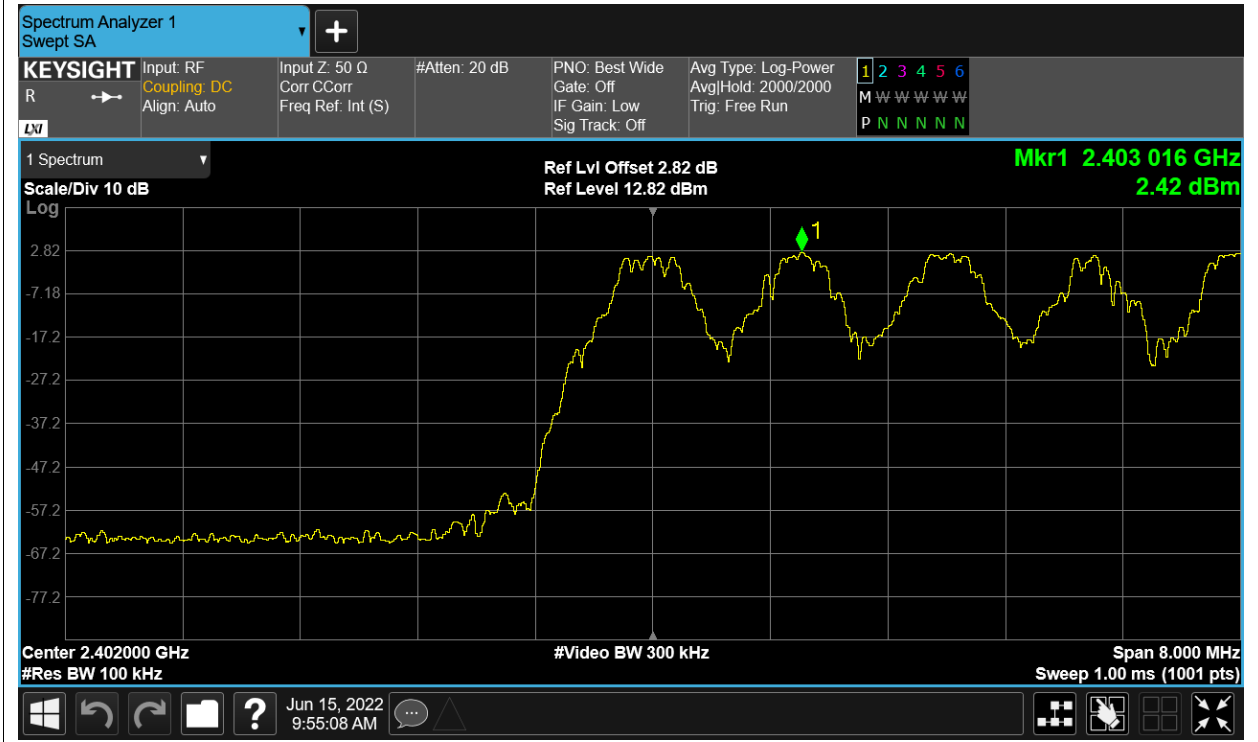 Spectrum Analyzer 1
Swept SA
KEYSIGHT
R
LXI
Input: RF
Coupling: DC
Align: Auto
Input Z: 50 Ω
Corr CCorr
Freq Ref: Int (S)
#Atten: 20 dB
PNO: Best Wide
Gate: Off
IF Gain: Low
Sig Track: Off
Avg Type: Log-Power
Avg|Hold: 2000/2000
Trig: Free Run
1 2 3 4 5 6
M W W W W W W
P N N N N N N
1 Spectrum
Scale/Div 10 dB
Log
Ref Lvl Offset 2.82 dB
Ref Level 12.82 dBm
Mkr1 2.403 016 GHz
2.42 dBm
1
2.82
-7.18
-17.2
-27.2
-37.2
-47.2
-57.2
-67.2
-77.2
Center 2.402000 GHz
#Video BW 300 kHz
Span 8.000 MHz
#Res BW 100 kHz
Sweep 1.00 ms (1001 pts)
?
Jun 15, 2022
9:55:08 AM